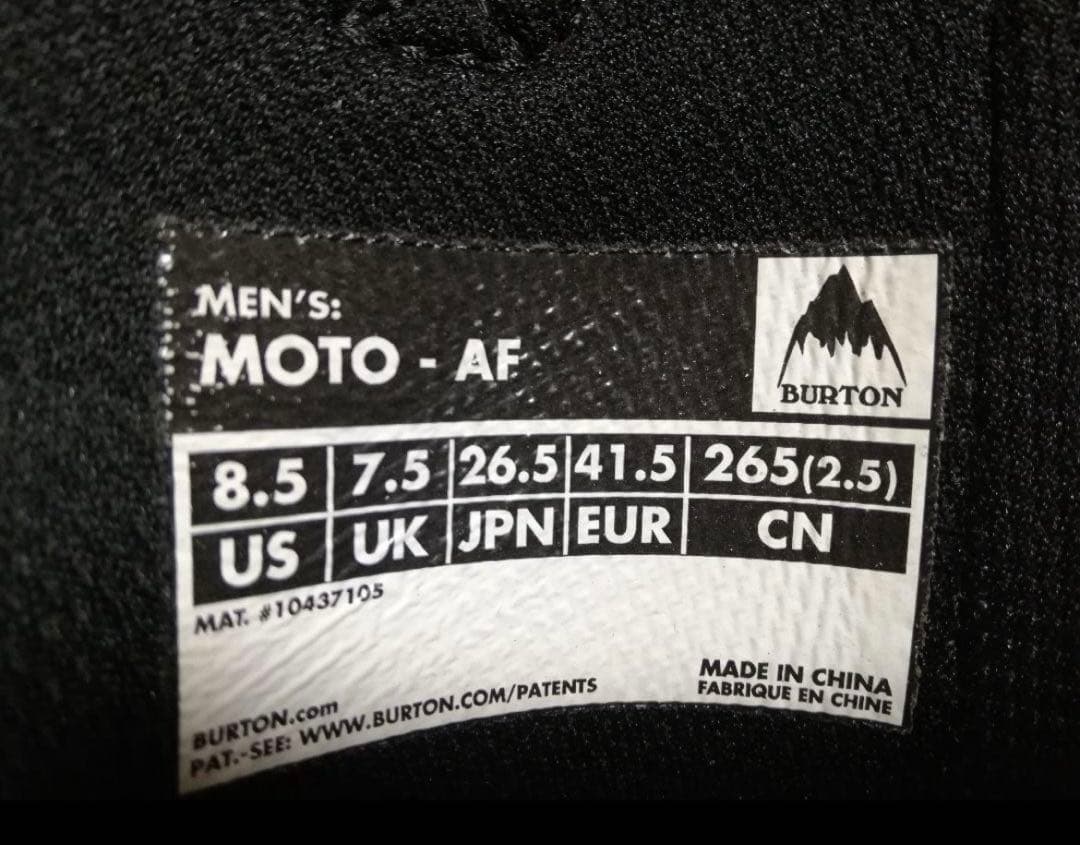 MEN'S:
MOTO - AF
BURTON
8.5 7.5 26.5 41.5 265(2.5)
US UK JPN EUR CN
MAT. #10437105
MADE IN CHINA
FABRIQUE EN CHINE
BURTON.com
PAT.-SEE: WWW.BURTON.COM/PATENTS